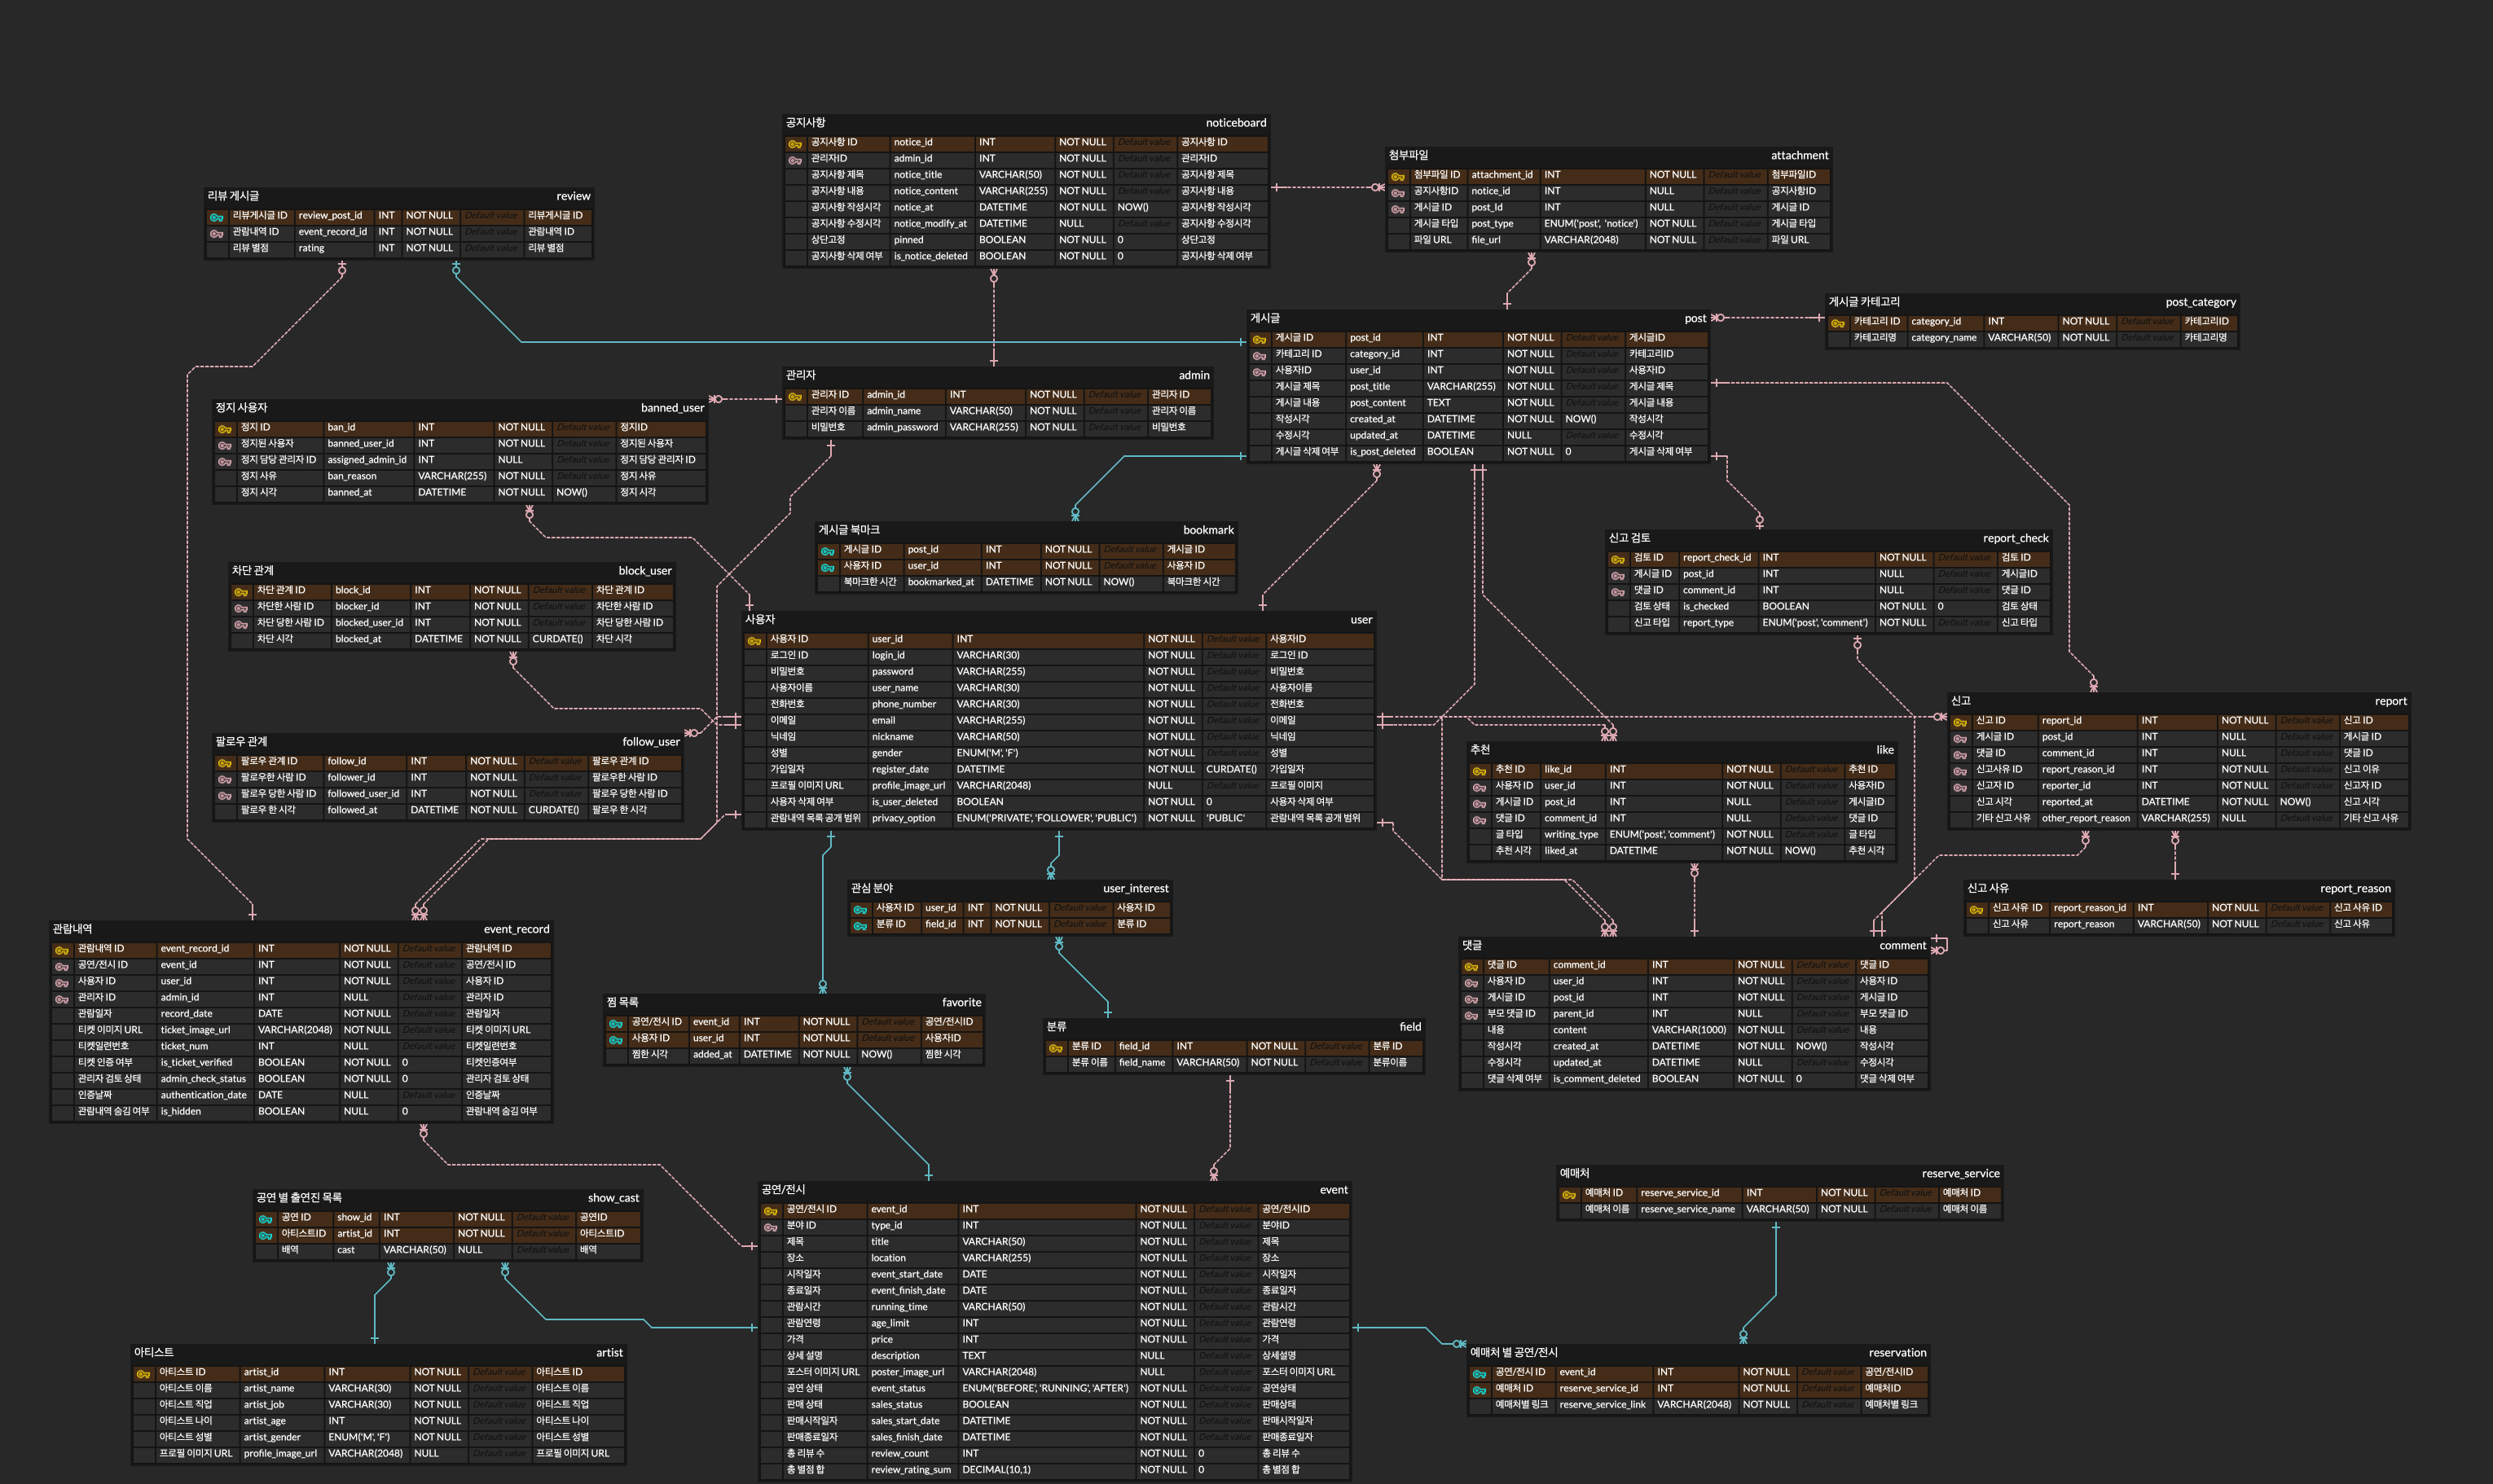 공지사항 noticeboard
공지사항 ID notice_id INT NOT NULL Default value 공지사항 ID
관리자ID admin_id INT NOT NULL Default value 관리자ID
공지사항 제목 notice_title VARCHAR(50) NOT NULL Default value 공지사항 제목
공지사항 내용 notice_content VARCHAR(255) NOT NULL Default value 공지사항 내용
공지사항 작성시각 notice_at DATETIME NOT NULL NOW() 공지사항 작성시각
공지사항 수정시각 notice_modify_at DATETIME NULL Default value 공지사항 수정시각
상단고정 pinned BOOLEAN NOT NULL 0 상단고정
공지사항 삭제 여부 is_notice_deleted BOOLEAN NOT NULL 0 공지사항 삭제 여부
첨부파일 attachment
첨부파일 ID attachment_id INT NOT NULL Default value 첨부파일ID
공지사항ID notice_id INT NULL Default value 공지사항ID
게시글 ID post_Id INT NULL Default value 게시글 ID
게시글 타입 post_type ENUM('post', 'notice') NOT NULL Default value 게시글 타입
파일 URL file_url VARCHAR(2048) NOT NULL Default value 파일 URL
리뷰 게시글 review
리뷰게시글 ID review_post_id INT NOT NULL Default value 리뷰게시글 ID
관람내역 ID event_record_id INT NOT NULL Default value 관람내역 ID
리뷰 별점 rating INT NOT NULL Default value 리뷰 별점
게시글 post
게시글 ID post_id INT NOT NULL Default value 게시글ID
카테고리 ID category_id INT NOT NULL Default value 카테고리ID
사용자ID user_id INT NOT NULL Default value 사용자ID
게시글 제목 post_title VARCHAR(255) NOT NULL Default value 게시글 제목
게시글 내용 post_content TEXT NOT NULL Default value 게시글 내용
작성시각 created_at DATETIME NOT NULL NOW() 작성시각
수정시각 updated_at DATETIME NULL Default value 수정시각
게시글 삭제 여부 is_post_deleted BOOLEAN NOT NULL 0 게시글 삭제 여부
게시글 카테고리 post_category
카테고리 ID category_id INT NOT NULL Default value 카테고리ID
카테고리명 category_name VARCHAR(50) NOT NULL Default value 카테고리명
관리자 admin
관리자 ID admin_id INT NOT NULL Default value 관리자 ID
관리자 이름 admin_name VARCHAR(50) NOT NULL Default value 관리자 이름
비밀번호 admin_password VARCHAR(255) NOT NULL Default value 비밀번호
정지 사용자 banned_user
정지 ID ban_id INT NOT NULL Default value 정지ID
정지된 사용자 banned_user_id INT NOT NULL Default value 정지된 사용자
정지 담당 관리자 ID assigned_admin_id INT NULL Default value 정지 담당 관리자 ID
정지 사유 ban_reason VARCHAR(255) NOT NULL Default value 정지 사유
정지 시각 banned_at DATETIME NOT NULL NOW() 정지 시각
게시글 북마크 bookmark
게시글 ID post_id INT NOT NULL Default value 게시글 ID
사용자 ID user_id INT NOT NULL Default value 사용자 ID
북마크한 시간 bookmarked_at DATETIME NOT NULL NOW() 북마크한 시간
신고 검토 report_check
검토 ID report_check_id INT NOT NULL Default value 검토 ID
게시글 ID post_id INT NULL Default value 게시글ID
댓글 ID comment_id INT NULL Default value 댓글 ID
검토 상태 is_checked BOOLEAN NOT NULL 0 검토 상태
신고 타입 report_type ENUM('post', 'comment') NOT NULL Default value 신고 타입
차단 관계 block_user
차단 관계 ID block_id INT NOT NULL Default value 차단 관계 ID
차단한 사람 ID blocker_id INT NOT NULL Default value 차단한 사람 ID
차단 당한 사람 ID blocked_user_id INT NOT NULL Default value 차단 당한 사람 ID
차단 시각 blocked_at DATETIME NOT NULL CURDATE() 차단 시각
사용자 user
사용자 ID user_id INT NOT NULL Default value 사용자ID
로그인 ID login_id VARCHAR(30) NOT NULL Default value 로그인 ID
비밀번호 password VARCHAR(255) NOT NULL Default value 비밀번호
사용자이름 user_name VARCHAR(30) NOT NULL Default value 사용자이름
전화번호 phone_number VARCHAR(30) NOT NULL Default value 전화번호
이메일 email VARCHAR(255) NOT NULL Default value 이메일
닉네임 nickname VARCHAR(50) NOT NULL Default value 닉네임
성별 gender ENUM('M', 'F') NOT NULL Default value 성별
가입일자 register_date DATETIME NOT NULL CURDATE() 가입일자
프로필 이미지 URL profile_image_url VARCHAR(2048) NULL Default value 프로필 이미지
사용자 삭제 여부 is_user_deleted BOOLEAN NOT NULL 0 사용자 삭제 여부
관람내역 목록 공개 범위 privacy_option ENUM('PRIVATE', 'FOLLOWER', 'PUBLIC') NOT NULL 'PUBLIC' 관람내역 목록 공개 범위
팔로우 관계 follow_user
팔로우 관계 ID follow_id INT NOT NULL Default value 팔로우 관계 ID
팔로우한 사람 ID follower_id INT NOT NULL Default value 팔로우한 사람 ID
팔로우 당한 사람 ID followed_user_id INT NOT NULL Default value 팔로우 당한 사람 ID
팔로우 한 시각 followed_at DATETIME NOT NULL CURDATE() 팔로우 한 시각
신고 report
신고 ID report_id INT NOT NULL Default value 신고 ID
게시글 ID post_id INT NULL Default value 게시글 ID
댓글 ID comment_id INT NULL Default value 댓글 ID
신고사유 ID report_reason_id INT NOT NULL Default value 신고 이유
신고자 ID reporter_id INT NOT NULL Default value 신고자 ID
신고 시각 reported_at DATETIME NOT NULL NOW() 신고 시각
기타 신고 사유 other_report_reason VARCHAR(255) NULL Default value 기타 신고 사유
추천 like
추천 ID like_id INT NOT NULL Default value 추천 ID
사용자 ID user_id INT NOT NULL Default value 사용자ID
게시글 ID post_id INT NULL Default value 게시글ID
댓글 ID comment_id INT NULL Default value 댓글 ID
글 타입 writing_type ENUM('post', 'comment') NOT NULL Default value 글 타입
추천 시각 liked_at DATETIME NOT NULL NOW() 추천 시각
관심 분야 user_interest
사용자 ID user_id INT NOT NULL Default value 사용자 ID
분류 ID field_id INT NOT NULL Default value 분류 ID
신고 사유 report_reason
신고 사유 ID report_reason_id INT NOT NULL Default value 신고 사유 ID
신고 사유 report_reason VARCHAR(50) NOT NULL Default value 신고 사유
관람내역 event_record
관람내역 ID event_record_id INT NOT NULL Default value 관람내역 ID
공연/전시 ID event_id INT NOT NULL Default value 공연/전시 ID
사용자 ID user_id INT NOT NULL Default value 사용자 ID
관리자 ID admin_id INT NULL Default value 관리자 ID
관람일자 record_date DATE NOT NULL Default value 관람일자
티켓 이미지 URL ticket_image_url VARCHAR(2048) NOT NULL Default value 티켓 이미지 URL
티켓일련번호 ticket_num INT NULL Default value 티켓일련번호
티켓 인증 여부 is_ticket_verified BOOLEAN NOT NULL 0 티켓인증여부
관리자 검토 상태 admin_check_status BOOLEAN NOT NULL 0 관리자 검토 상태
인증날짜 authentication_date DATE NULL Default value 인증날짜
관람내역 숨김 여부 is_hidden BOOLEAN NULL 0 관람내역 숨김 여부
댓글 comment
댓글 ID comment_id INT NOT NULL Default value 댓글 ID
사용자 ID user_id INT NOT NULL Default value 사용자 ID
게시글 ID post_id INT NOT NULL Default value 게시글 ID
부모 댓글 ID parent_id INT NULL Default value 부모 댓글 ID
내용 content VARCHAR(1000) NOT NULL Default value 내용
작성시각 created_at DATETIME NOT NULL NOW() 작성시각
수정시각 updated_at DATETIME NULL Default value 수정시각
댓글 삭제 여부 is_comment_deleted BOOLEAN NOT NULL 0 댓글 삭제 여부
찜 목록 favorite
공연/전시 ID event_id INT NOT NULL Default value 공연/전시ID
사용자 ID user_id INT NOT NULL Default value 사용자ID
찜한 시각 added_at DATETIME NOT NULL NOW() 찜한 시각
분류 field
분류 ID field_id INT NOT NULL Default value 분류 ID
분류 이름 field_name VARCHAR(50) NOT NULL Default value 분류이름
공연 별 출연진 목록 show_cast
공연 ID show_id INT NOT NULL Default value 공연ID
아티스트ID artist_id INT NOT NULL Default value 아티스트ID
배역 cast VARCHAR(50) NULL Default value 배역
공연/전시 event
공연/전시 ID event_id INT NOT NULL Default value 공연/전시ID
분야 ID type_id INT NOT NULL Default value 분야ID
제목 title VARCHAR(50) NOT NULL Default value 제목
장소 location VARCHAR(255) NOT NULL Default value 장소
시작일자 event_start_date DATE NOT NULL Default value 시작일자
종료일자 event_finish_date DATE NOT NULL Default value 종료일자
관람시간 running_time VARCHAR(50) NOT NULL Default value 관람시간
관람연령 age_limit INT NOT NULL Default value 관람연령
가격 price INT NOT NULL Default value 가격
상세 설명 description TEXT NULL Default value 상세설명
포스터 이미지 URL poster_image_url VARCHAR(2048) NULL Default value 포스터 이미지 URL
공연 상태 event_status ENUM('BEFORE', 'RUNNING', 'AFTER') NOT NULL Default value 공연상태
판매 상태 sales_status BOOLEAN NOT NULL Default value 판매상태
판매시작일자 sales_start_date DATETIME NOT NULL Default value 판매시작일자
판매종료일자 sales_finish_date DATETIME NOT NULL Default value 판매종료일자
총 리뷰 수 review_count INT NOT NULL 0 총 리뷰 수
총 별점 합 review_rating_sum DECIMAL(10,1) NOT NULL 0 총 별점 합
예매처 reserve_service
예매처 ID reserve_service_id INT NOT NULL Default value 예매처 ID
예매처 이름 reserve_service_name VARCHAR(50) NOT NULL Default value 예매처 이름
아티스트 artist
아티스트 ID artist_id INT NOT NULL Default value 아티스트 ID
아티스트 이름 artist_name VARCHAR(30) NOT NULL Default value 아티스트 이름
아티스트 직업 artist_job VARCHAR(30) NOT NULL Default value 아티스트 직업
아티스트 나이 artist_age INT NOT NULL Default value 아티스트 나이
아티스트 성별 artist_gender ENUM('M', 'F') NOT NULL Default value 아티스트 성별
프로필 이미지 URL profile_image_url VARCHAR(2048) NULL Default value 프로필 이미지 URL
예매처 별 공연/전시 reservation
공연/전시 ID event_id INT NOT NULL Default value 공연/전시ID
예매처 ID reserve_service_id INT NOT NULL Default value 예매처ID
예매처별 링크 reserve_service_link VARCHAR(2048) NOT NULL Default value 예매처별 링크